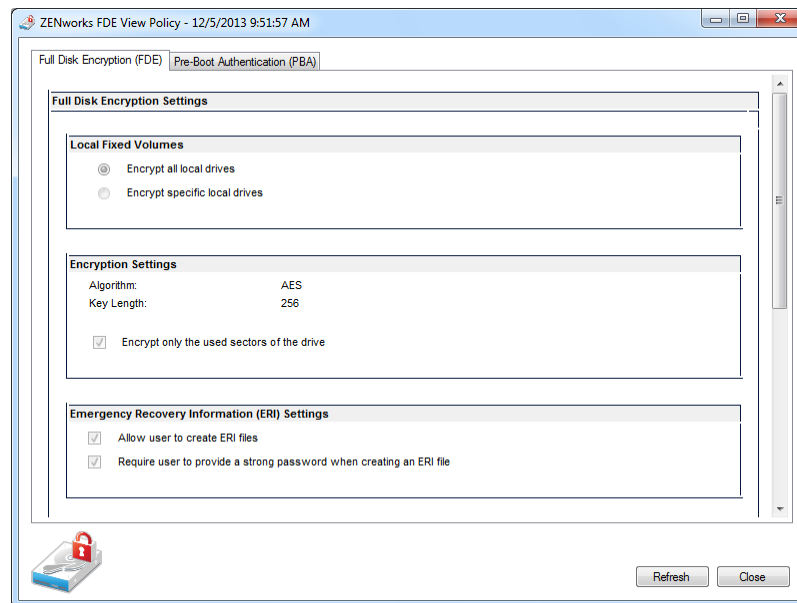 ZENworks FDE View Policy - 12/5/2013 9:51:57 AM
Full Disk Encryption (FDE)
Pre-Boot Authentication (PBA)
Full Disk Encryption Settings
Local Fixed Volumes
Encrypt all local drives
Encrypt specific local drives
Encryption Settings
Algorithm: AES
Key Length: 256
Encrypt only the used sectors of the drive
Emergency Recovery Information (ERI) Settings
Allow user to create ERI files
Require user to provide a strong password when creating an ERI file
Refresh
Close